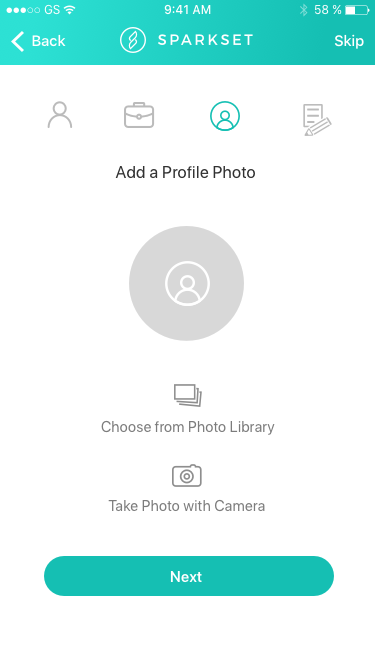 GS 9:41 AM 58 %
Back SPARKSET Skip
Add a Profile Photo
Choose from Photo Library
Take Photo with Camera
Next